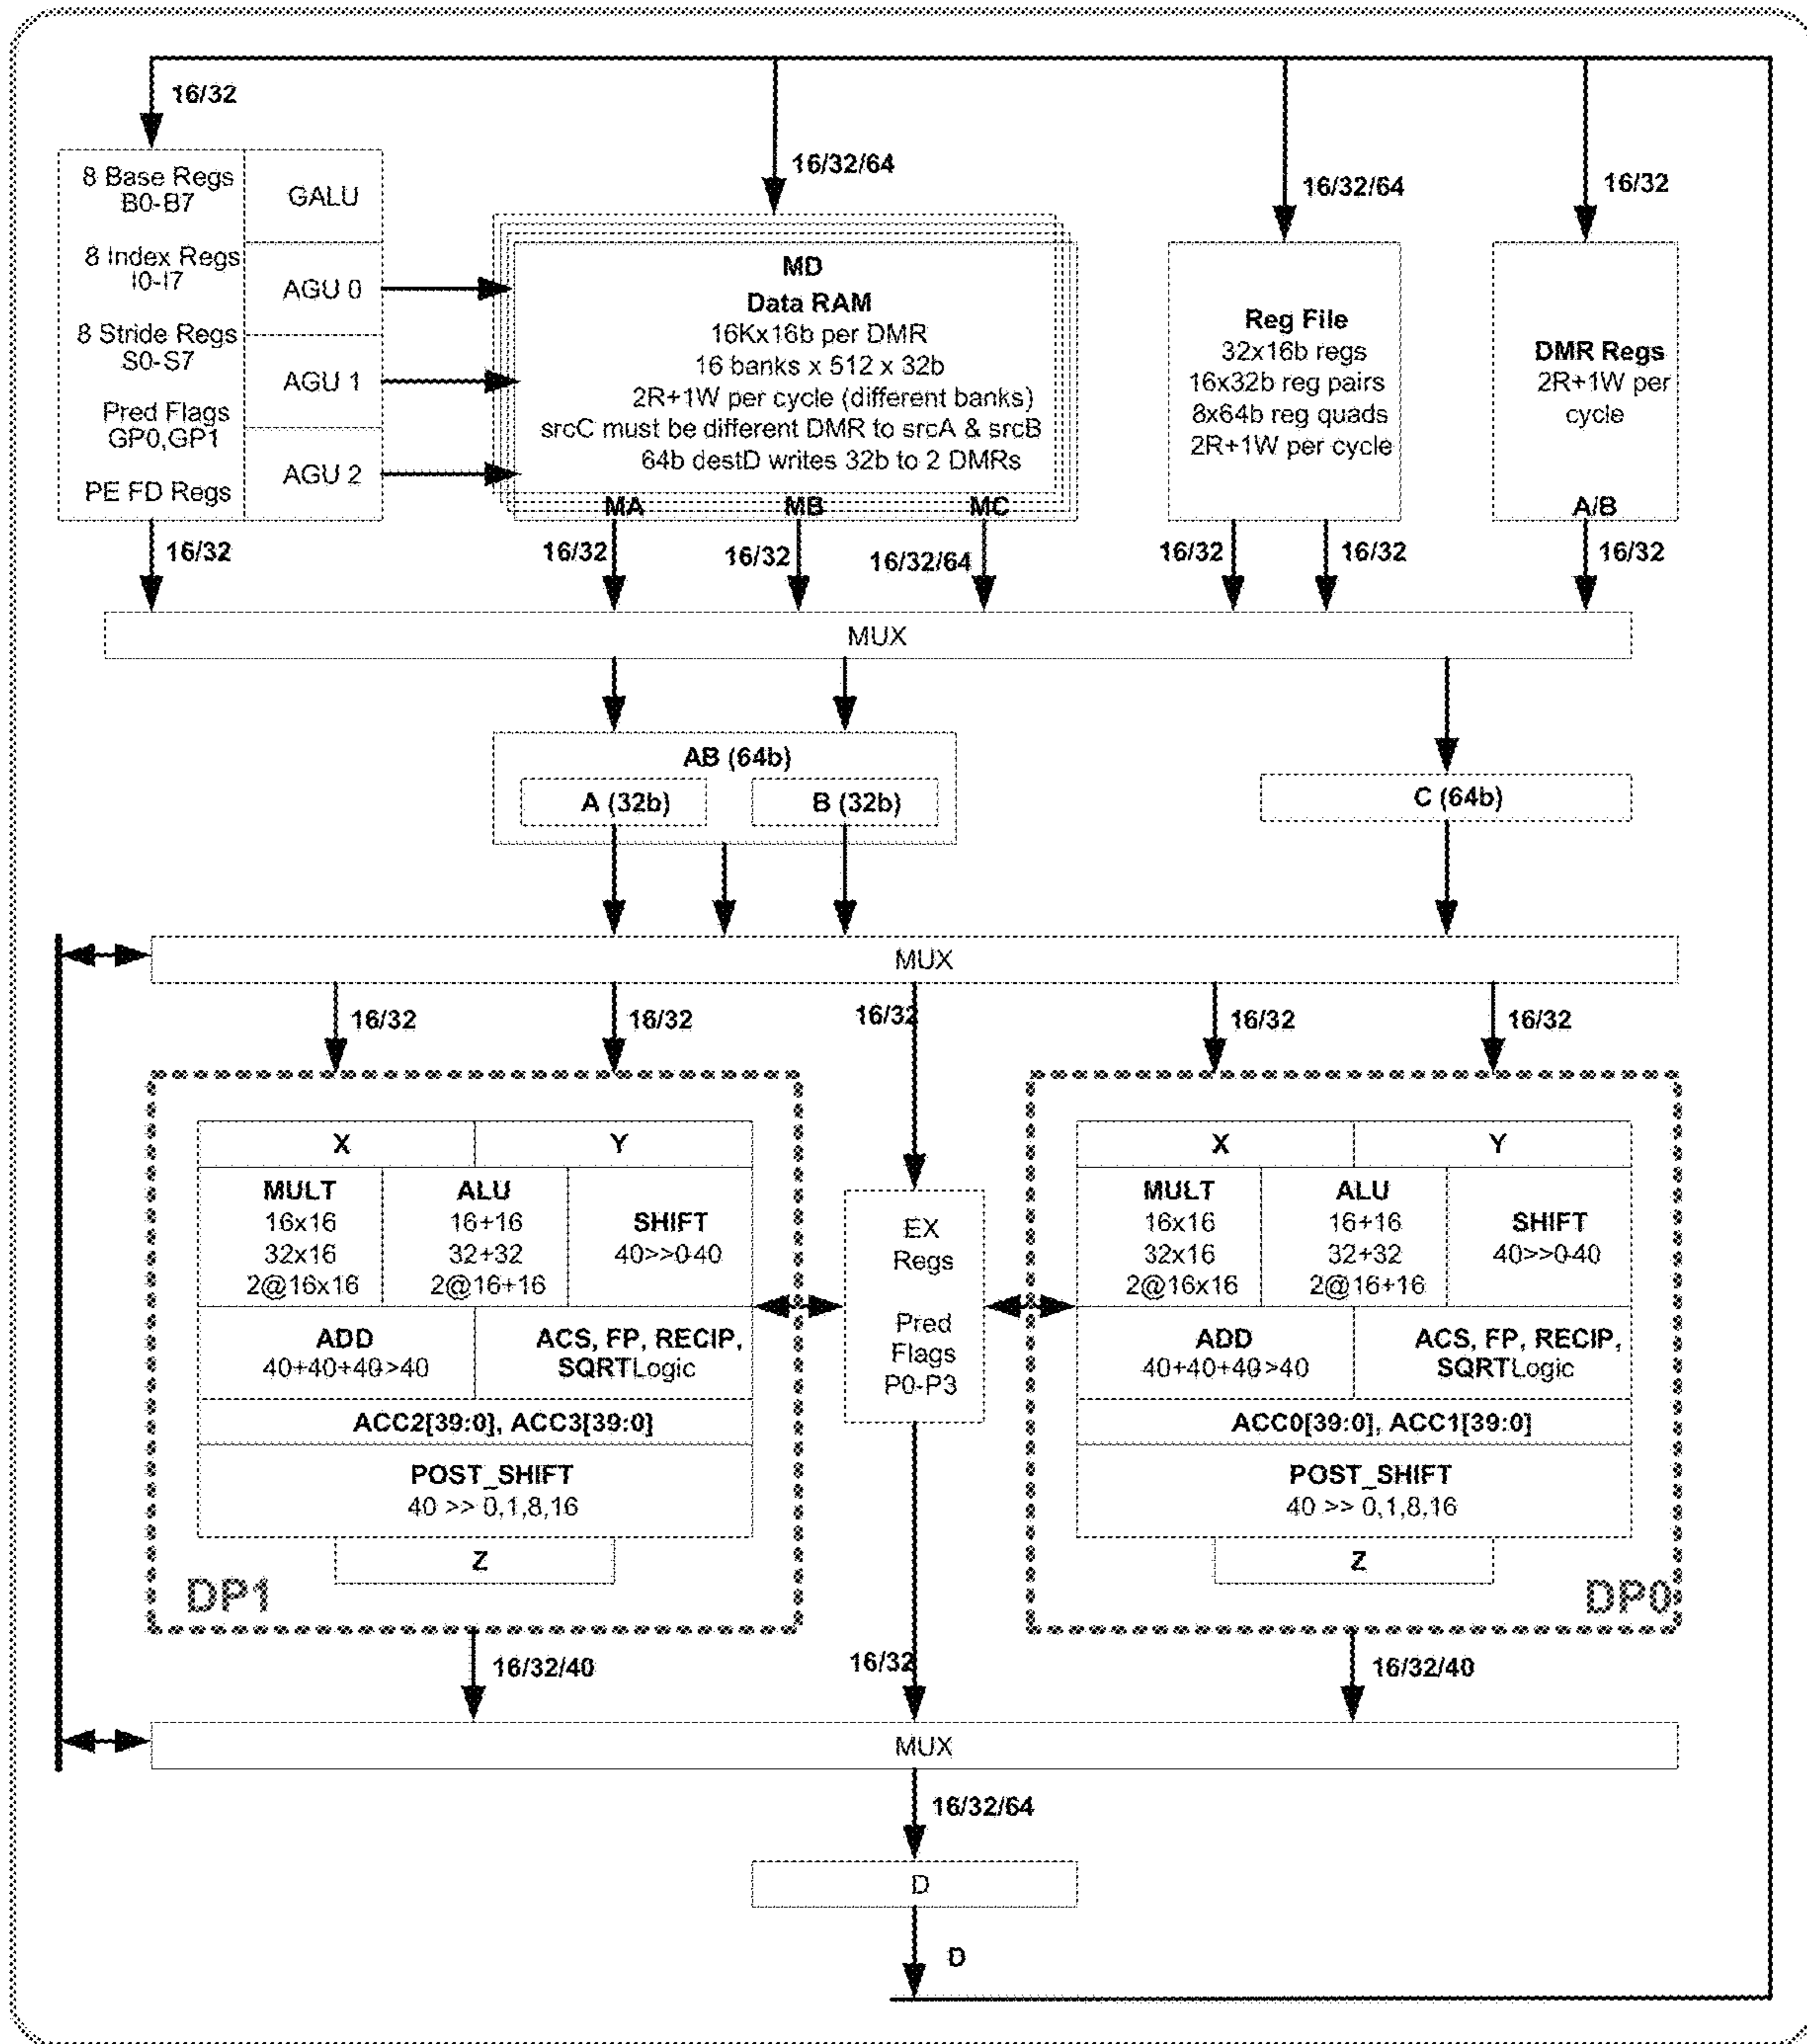 16/32
16/32/64
16/32/64
16/32
8 Base Regs
B0-B7
8 Index Regs
I0-I7
8 Stride Regs
S0-S7
Pred Flags
GP0,GP1
PE FD Regs
GALU
AGU 0
AGU 1
AGU 2
MD
Data RAM
16Kx16b per DMR
16 banks x 512 x 32b
2R+1W per cycle (different banks)
srcC must be different DMR to srcA & srcB
64b destD writes 32b to 2 DMRs
MA MB MC
Reg File
32x16b regs
16x32b reg pairs
8x64b reg quads
2R+1W per cycle
DMR Regs
2R+1W per
cycle
A/B
16/32
16/32
16/32
16/32/64
16/32
16/32
16/32
MUX
AB (64b)
A (32b)
B (32b)
C (64b)
MUX
16/32
16/32
16/32
16/32
16/32
X
Y
MULT
16x16
32x16
2@16x16
ALU
16+16
32+32
2@16+16
SHIFT
40>>0-40
ADD
40+40+40>40
ACS, FP, RECIP,
SQRTLogic
ACC2[39:0], ACC3[39:0]
POST_SHIFT
40 >> 0,1,8,16
Z
DP1
EX
Regs
Pred
Flags
P0-P3
X
Y
MULT
16x16
32x16
2@16x16
ALU
16+16
32+32
2@16+16
SHIFT
40>>0-40
ADD
40+40+40>40
ACS, FP, RECIP,
SQRTLogic
ACC0[39:0], ACC1[39:0]
POST_SHIFT
40 >> 0,1,8,16
Z
DP0
16/32/40
16/32
16/32/40
MUX
16/32/64
D
D